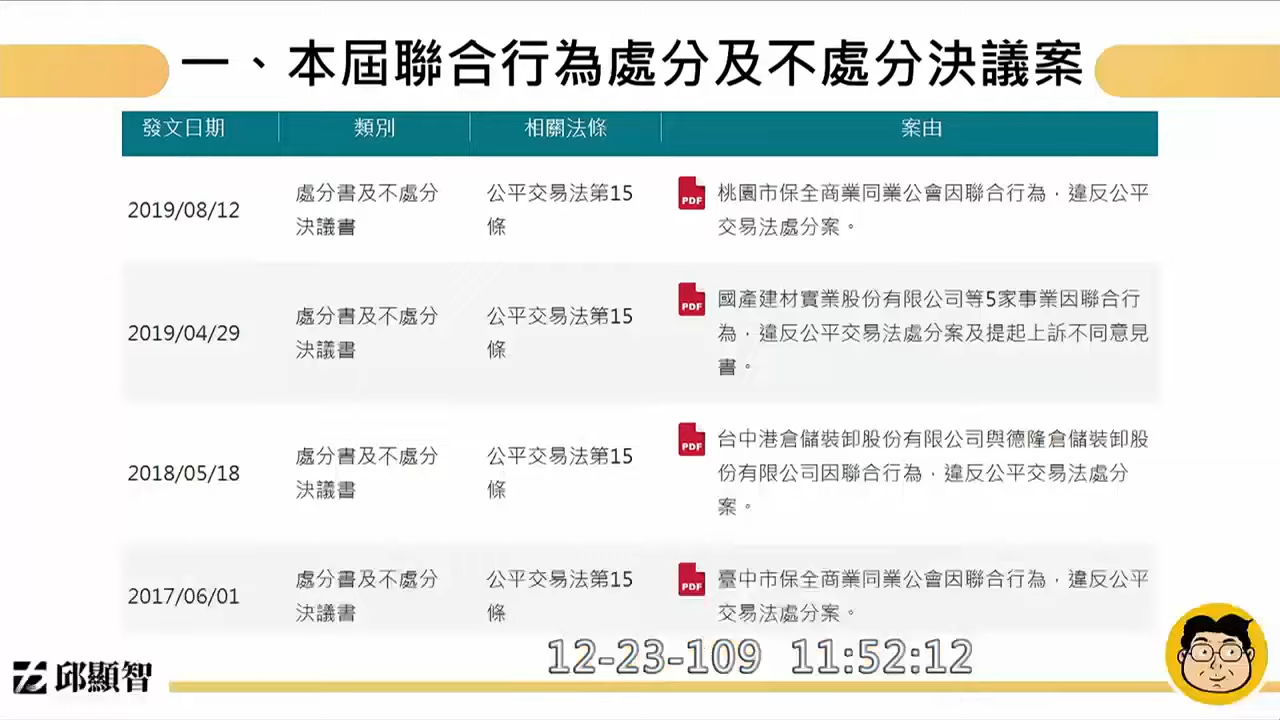 一、本屆聯合行為處分及不處分決議案
發文日期 類別 相關法條 案由
2019/08/12
處分書及不處分
決議書
公平交易法第15
條
PDF
桃園市保全商業同業公會因聯合行為，違反公平
交易法處分案。
2019/04/29
處分書及不處分
決議書
公平交易法第15
條
PDF
國產建材實業股份有限公司等5家事業因聯合行
為，違反公平交易法處分案及提起上訴不同意見
書。
2018/05/18
處分書及不處分
決議書
公平交易法第15
條
PDF
台中港倉儲裝卸股份有限公司與德隆倉儲裝卸股
份有限公司因聯合行為，違反公平交易法處分
案。
2017/06/01
處分書及不處分
決議書
公平交易法第15
條
PDF
臺中市保全商業同業公會因聯合行為，違反公平
交易法處分案。
12-23-109 11:52:12
邱顯智